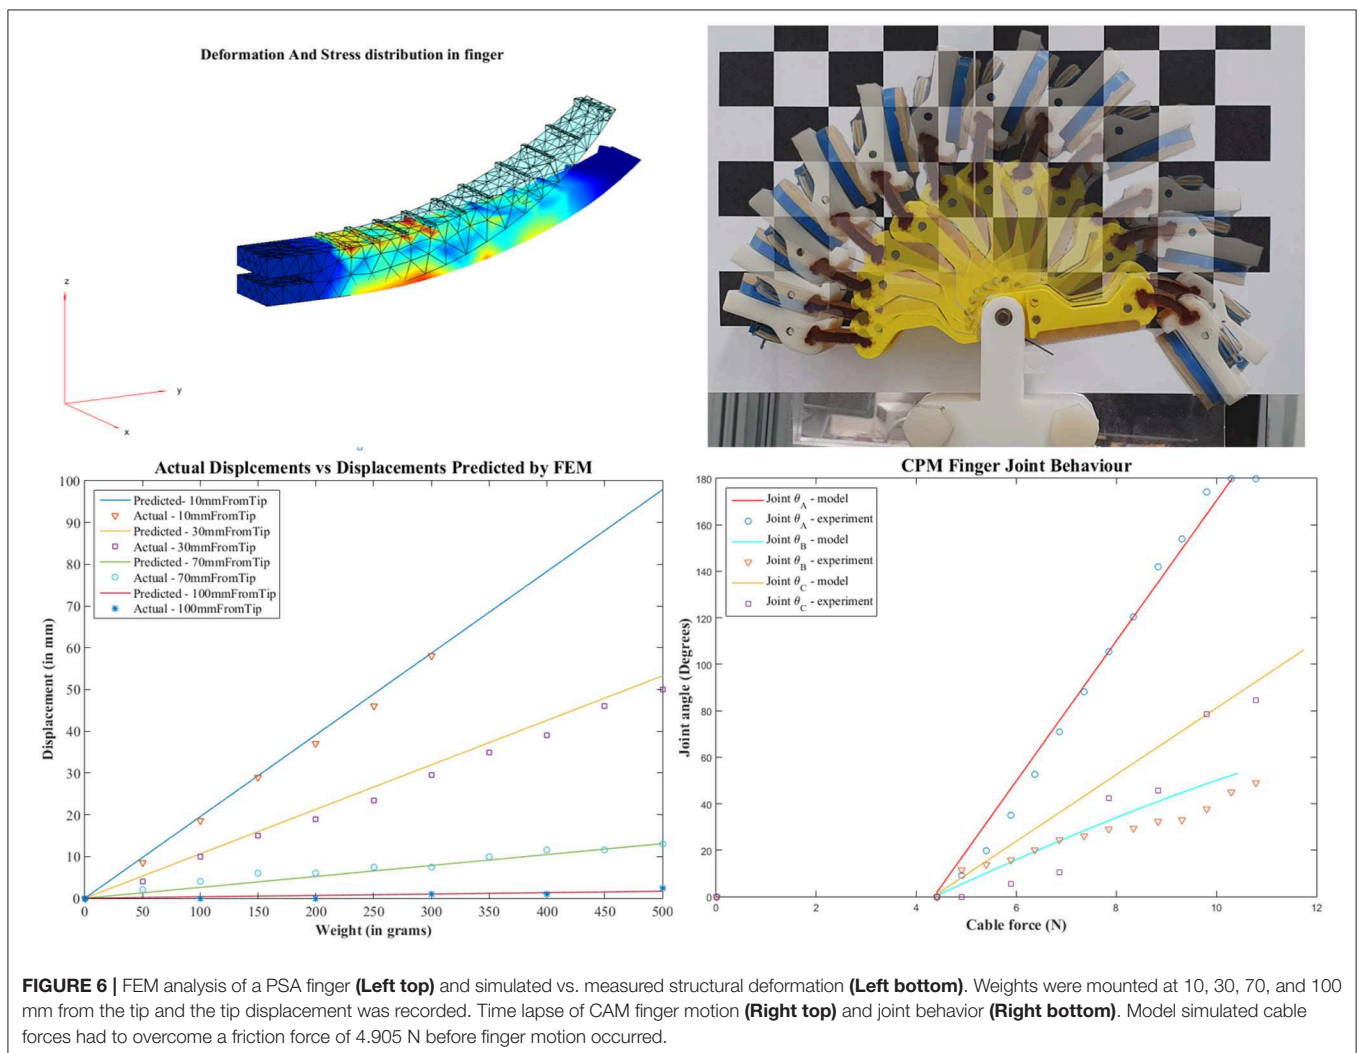 Deformation And Stress distribution in finger
z
y
x
Actual Displcements vs Displacements Predicted by FEM
100
90
80
70
60
50
40
30
20
10
0
Displacement (in mm)
Predicted- 10mmFromTip
Actual - 10mmFromTip
Predicted - 30mmFromTip
Actual - 30mmFromTip
Predicted - 70mmFromTip
Actual - 70mmFromTip
Predicted - 100mmFromTip
Actual - 100mmFromTip
0 50 100 150 200 250 300 350 400 450 500
Weight (in grams)
CPM Finger Joint Behaviour
180
160
140
120
100
80
60
40
20
0
Joint angle (Degrees)
Joint θ_A - model
Joint θ_A - experiment
Joint θ_B - model
Joint θ_B - experiment
Joint θ_C - model
Joint θ_C - experiment
0 2 4 6 8 10 12
Cable force (N)
FIGURE 6 | FEM analysis of a PSA finger (Left top) and simulated vs. measured structural deformation (Left bottom). Weights were mounted at 10, 30, 70, and 100
mm from the tip and the tip displacement was recorded. Time lapse of CAM finger motion (Right top) and joint behavior (Right bottom). Model simulated cable
forces had to overcome a friction force of 4.905 N before finger motion occurred.